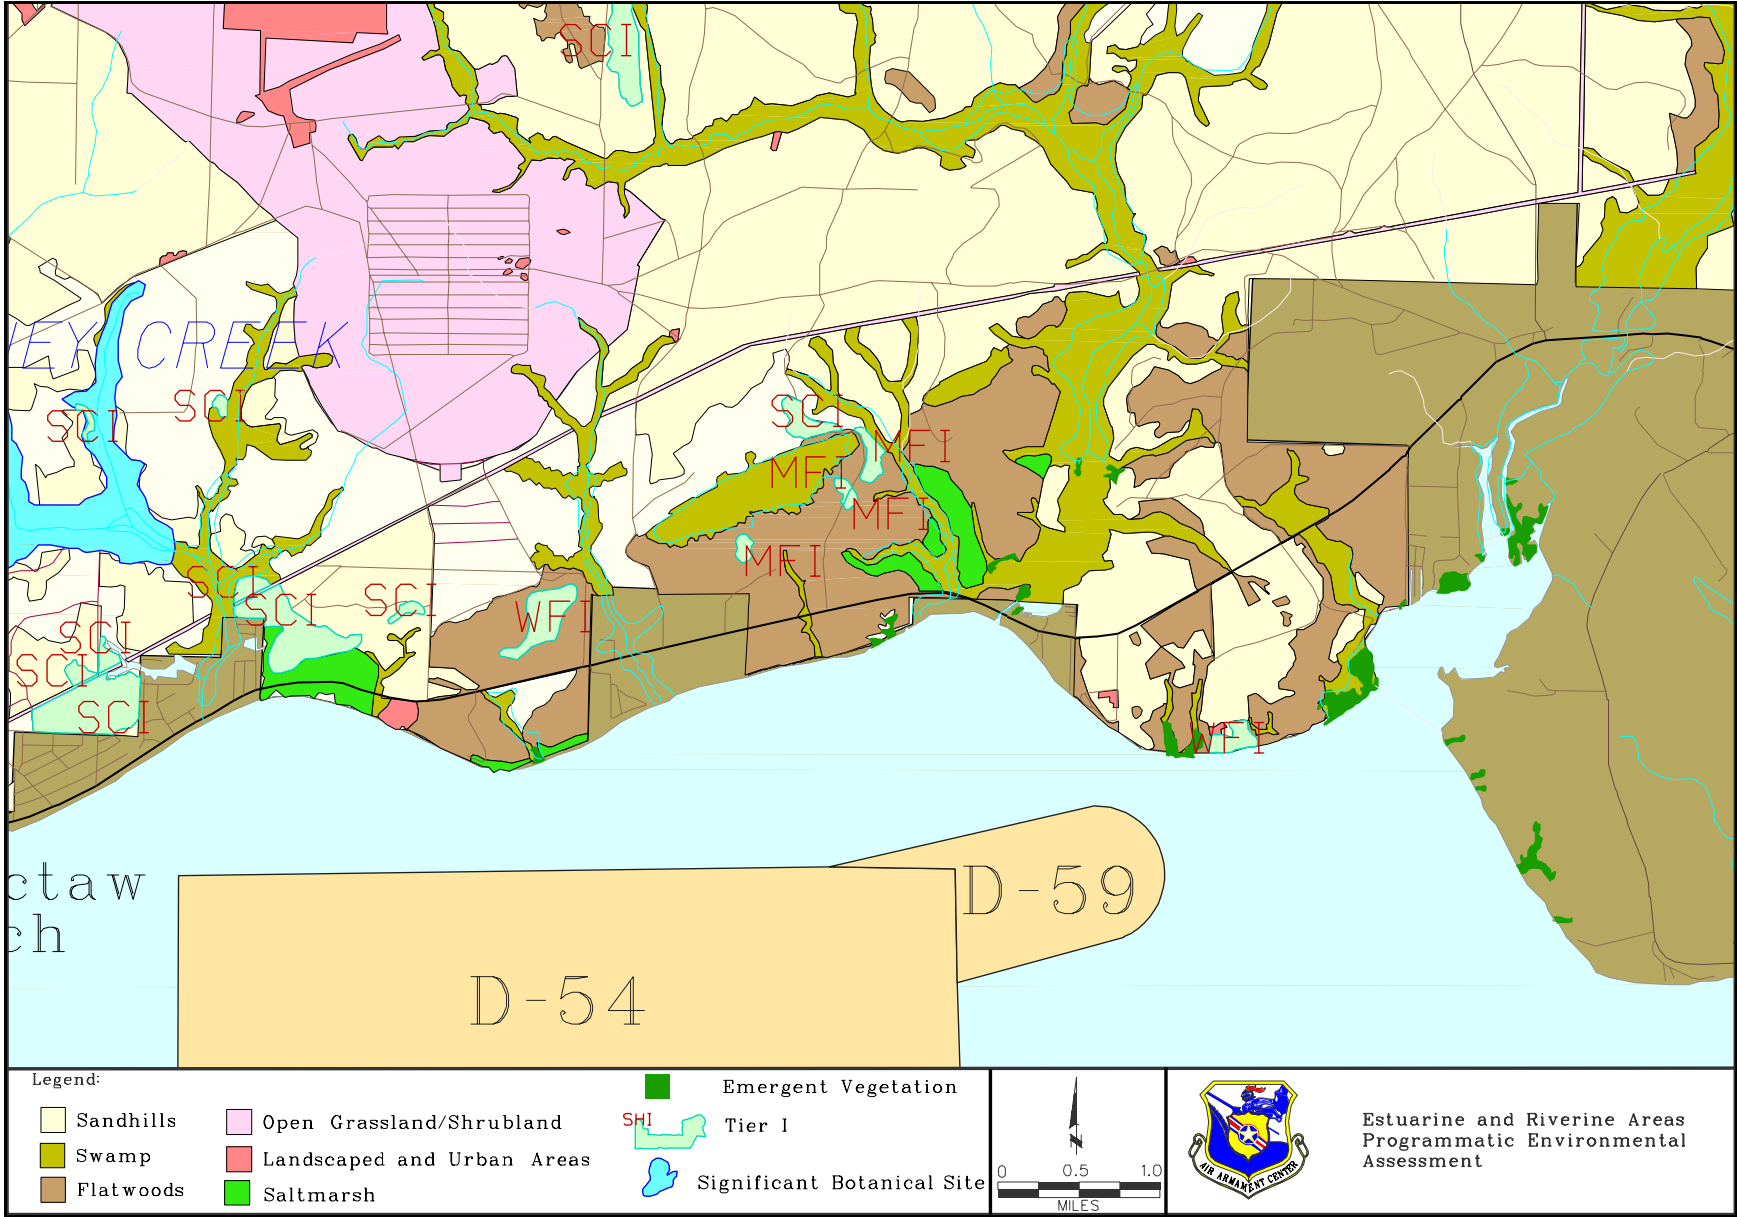 SCI
EY CREEK
SCI
SCI
SCI
MFI
MFI
MFI
MFI
SCI
SCI
SCI
WFI
SCI
SCI
SCI
WFI
ctaw
ch
D-59
D-54
Legend:
Sandhills
Swamp
Flatwoods
Open Grassland/Shrubland
Landscaped and Urban Areas
Saltmarsh
Emergent Vegetation
SHI
Tier I
Significant Botanical Site
0 0.5 1.0
MILES
AIR ARMAMENT CENTER
Estuarine and Riverine Areas
Programmatic Environmental
Assessment